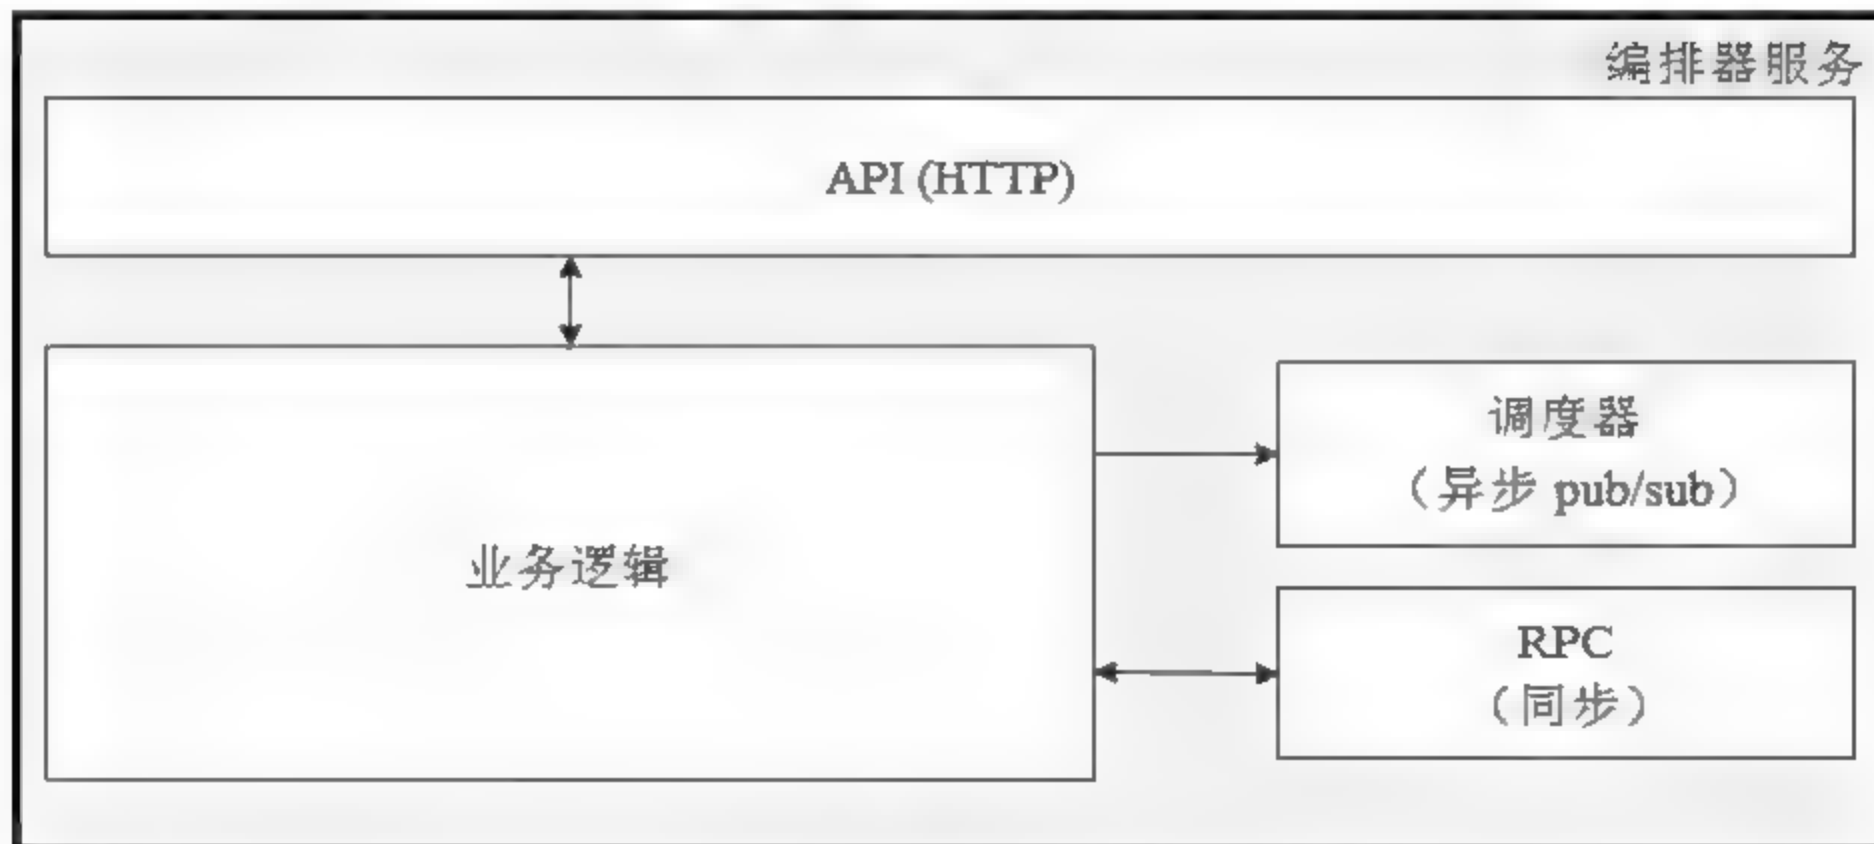 编排器服务
API (HTTP)
业务逻辑
调度器
（异步 pub/sub）
RPC
（同步）